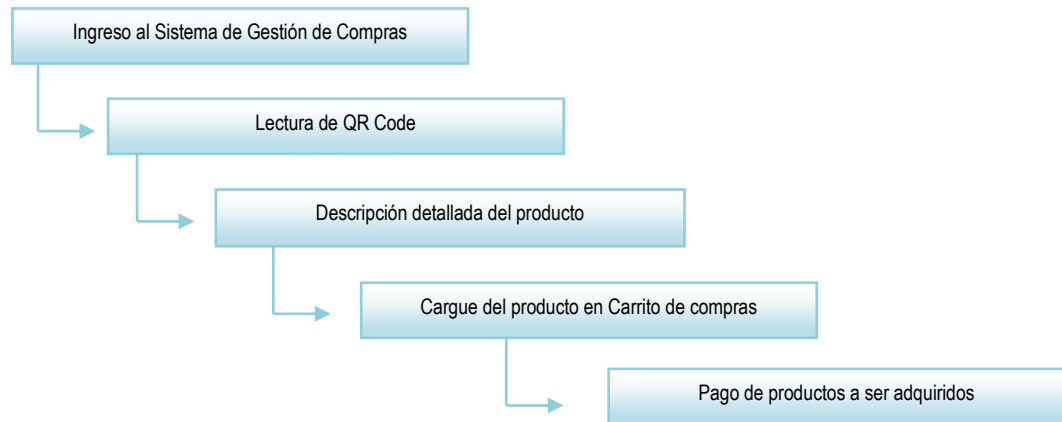 Ingreso al Sistema de Gestión de Compras
Lectura de QR Code
Descripción detallada del producto
Cargue del producto en Carrito de compras
Pago de productos a ser adquiridos